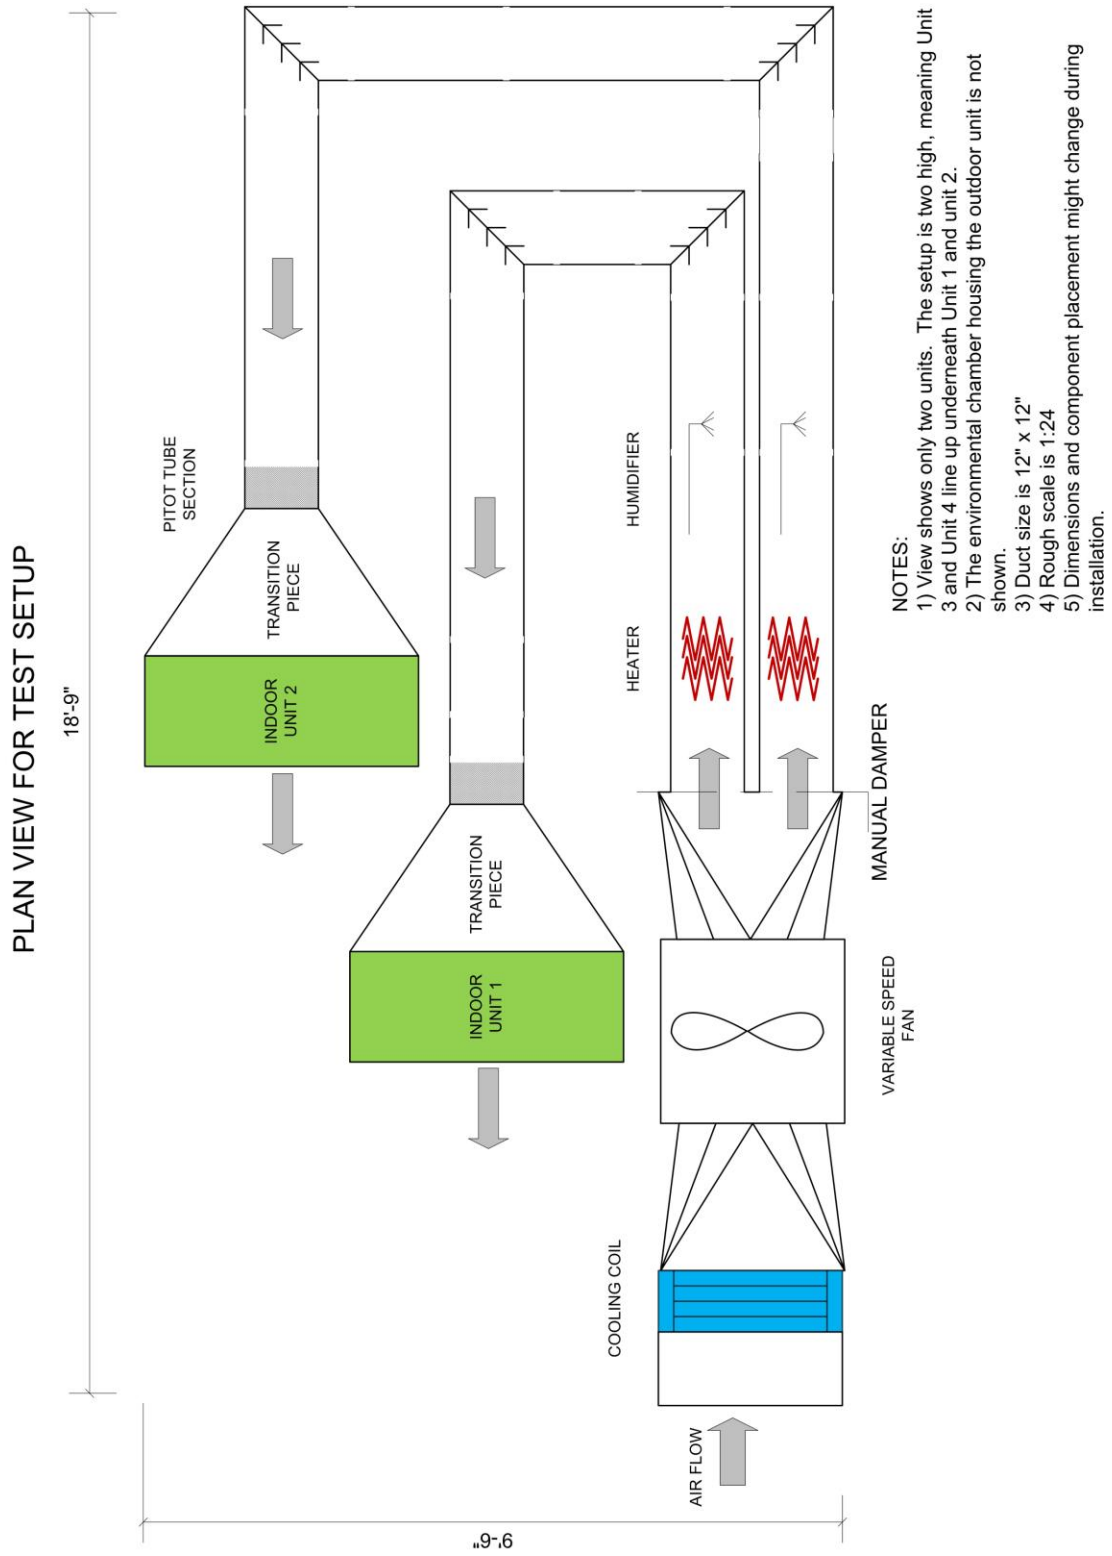 PLAN VIEW FOR TEST SETUP
18'-9"
9'-6"
PITOT TUBE
SECTION
TRANSITION
PIECE
INDOOR
UNIT 2
TRANSITION
PIECE
INDOOR
UNIT 1
HUMIDIFIER
HEATER
MANUAL DAMPER
VARIABLE SPEED
FAN
COOLING COIL
AIR FLOW
NOTES:
1) View shows only two units.  The setup is two high, meaning Unit
3 and Unit 4 line up underneath Unit 1 and unit 2.
2) The environmental chamber housing the outdoor unit is not
shown.
3) Duct size is 12" x 12"
4) Rough scale is 1:24
5) Dimensions and component placement might change during
installation.